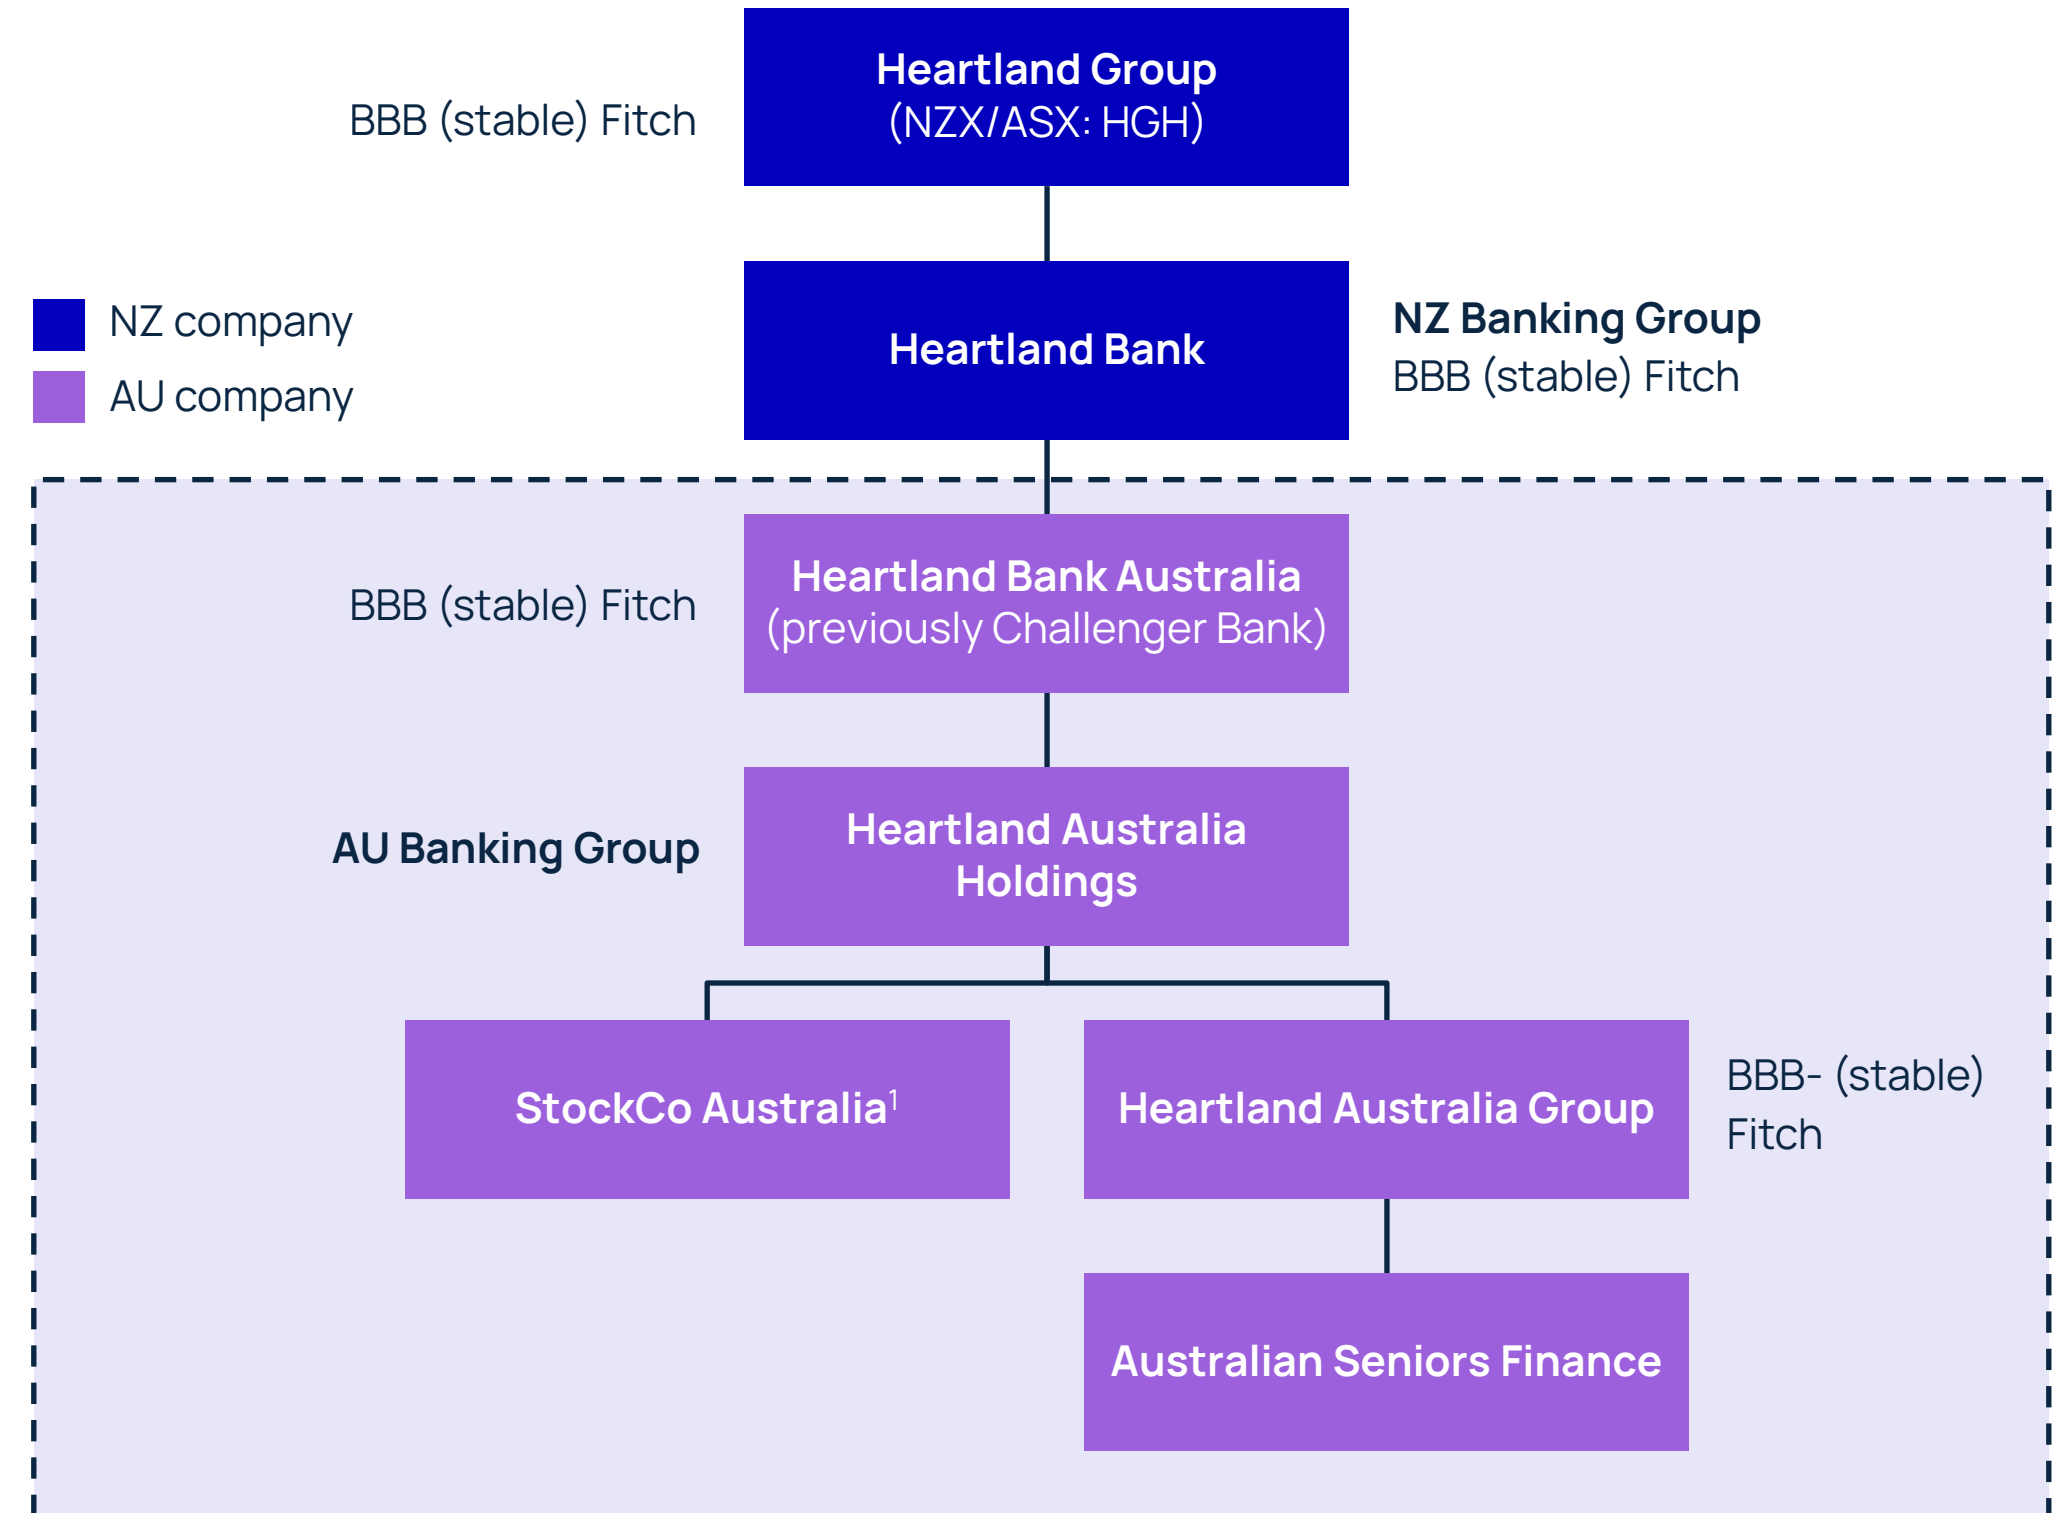 Heartland Group
(NZX/ASX: HGH)
BBB (stable) Fitch
NZ company
AU company
Heartland Bank
NZ Banking Group
BBB (stable) Fitch
BBB (stable) Fitch
Heartland Bank Australia
(previously Challenger Bank)
AU Banking Group
Heartland Australia
Holdings
StockCo Australia¹
Heartland Australia Group
BBB- (stable)
Fitch
Australian Seniors Finance